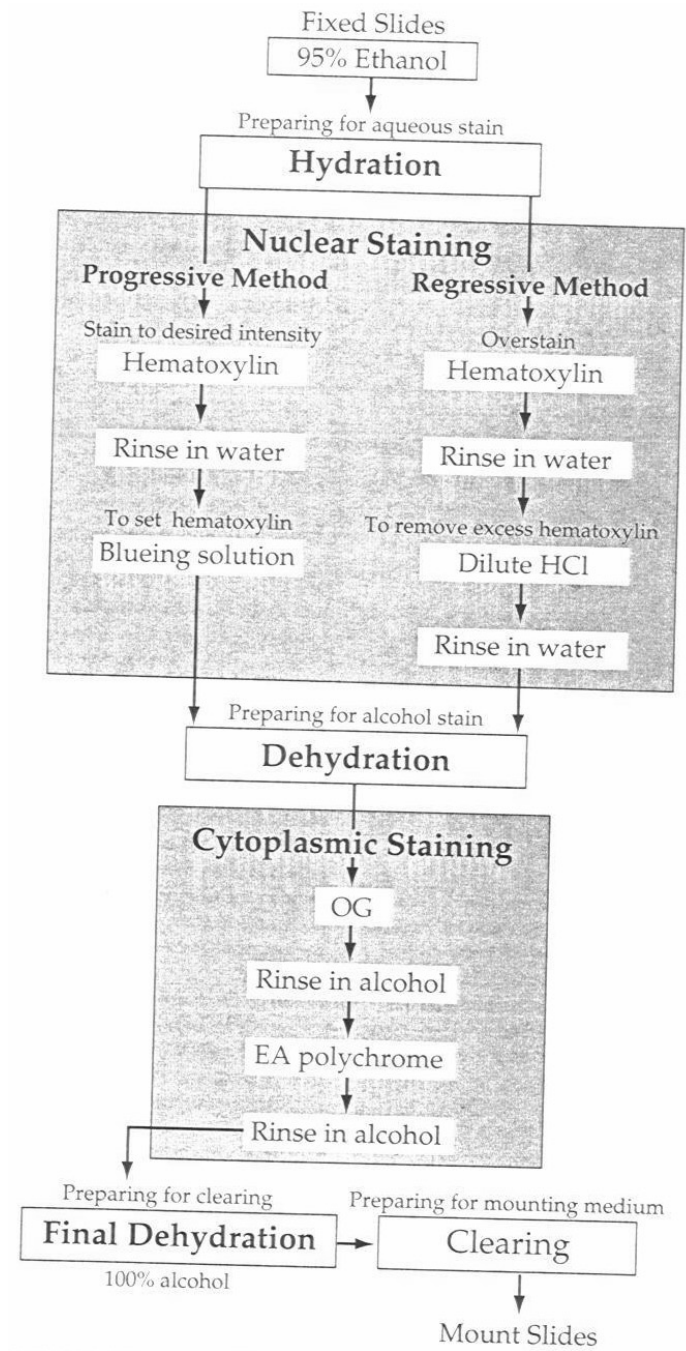 Fixed Slides
95% Ethanol
Preparing for aqueous stain
Hydration
Nuclear Staining
Progressive Method
Stain to desired intensity
Hematoxylin
Rinse in water
To set hematoxylin
Blueing solution
Regressive Method
Overstain
Hematoxylin
Rinse in water
To remove excess hematoxylin
Dilute HCl
Rinse in water
Preparing for alcohol stain
Dehydration
Cytoplasmic Staining
OG
Rinse in alcohol
EA polychrome
Rinse in alcohol
Preparing for clearing
Final Dehydration
100% alcohol
Preparing for mounting medium
Clearing
Mount Slides